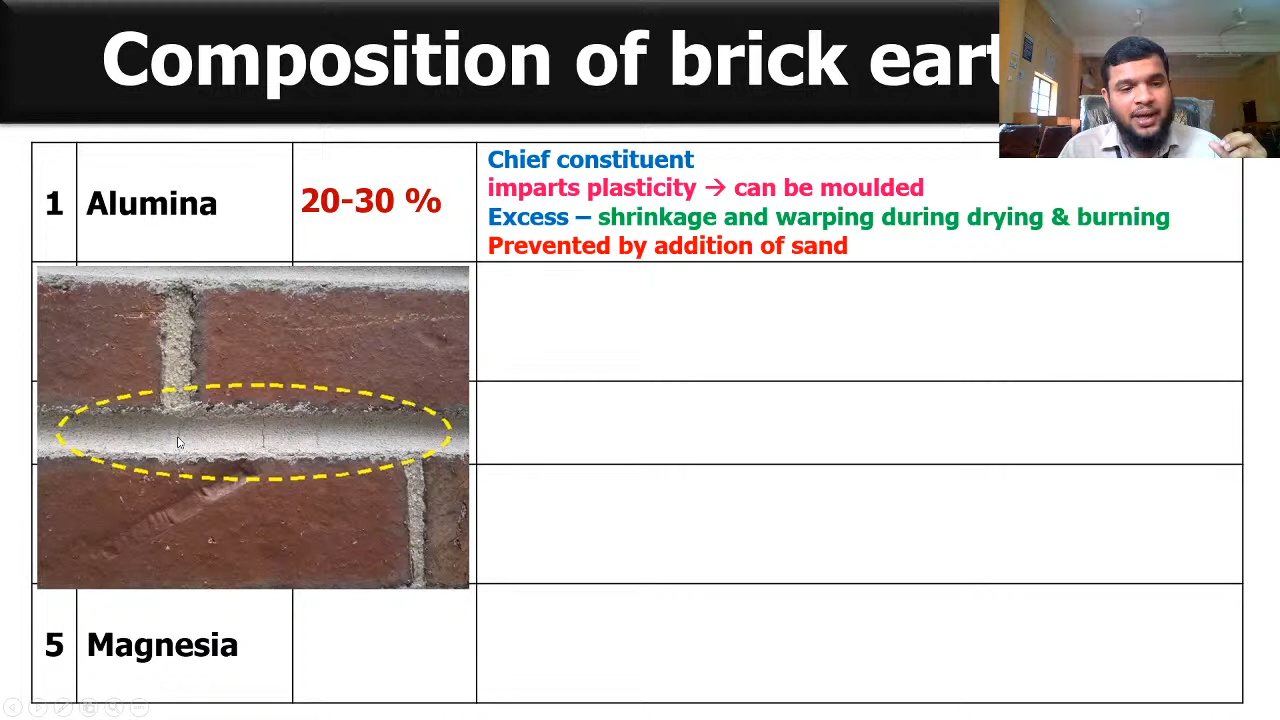 Composition of brick eart
1 Alumina 20-30 %
Chief constituent
imparts plasticity → can be moulded
Excess – shrinkage and warping during drying & burning
Prevented by addition of sand
5 Magnesia